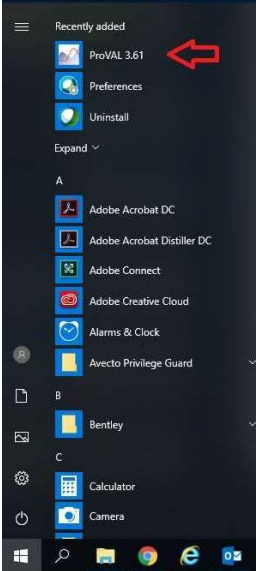 Recently added
ProVAL 3.61
Preferences
Uninstall
Expand
A
Adobe Acrobat DC
Adobe Acrobat Distiller DC
Adobe Connect
Adobe Creative Cloud
Alarms & Clock
Avecto Privilege Guard
B
Bentley
C
Calculator
Camera